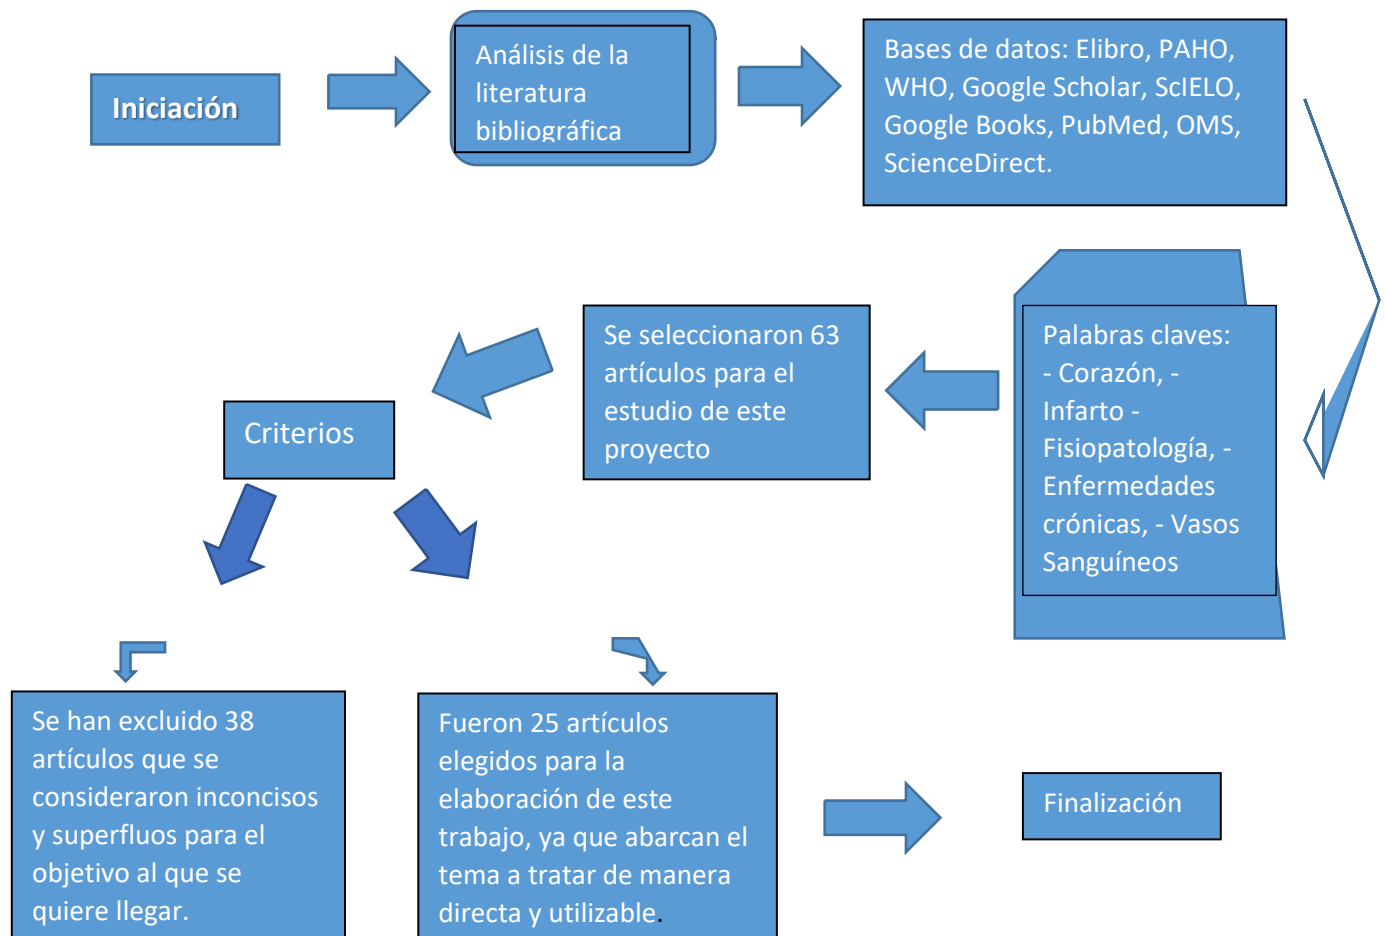 Iniciación
Análisis de la
literatura
bibliográfica
Bases de datos: Elibro, PAHO,
WHO, Google Scholar, ScIELO,
Google Books, PubMed, OMS,
ScienceDirect.
Palabras claves:
- Corazón, -
Infarto -
Fisiopatología, -
Enfermedades
crónicas, - Vasos
Sanguíneos
Se seleccionaron 63
artículos para el
estudio de este
proyecto
Criterios
Se han excluido 38
artículos que se
consideraron inconcisos
y superfluos para el
objetivo al que se
quiere llegar.
Fueron 25 artículos
elegidos para la
elaboración de este
trabajo, ya que abarcan el
tema a tratar de manera
directa y utilizable.
Finalización